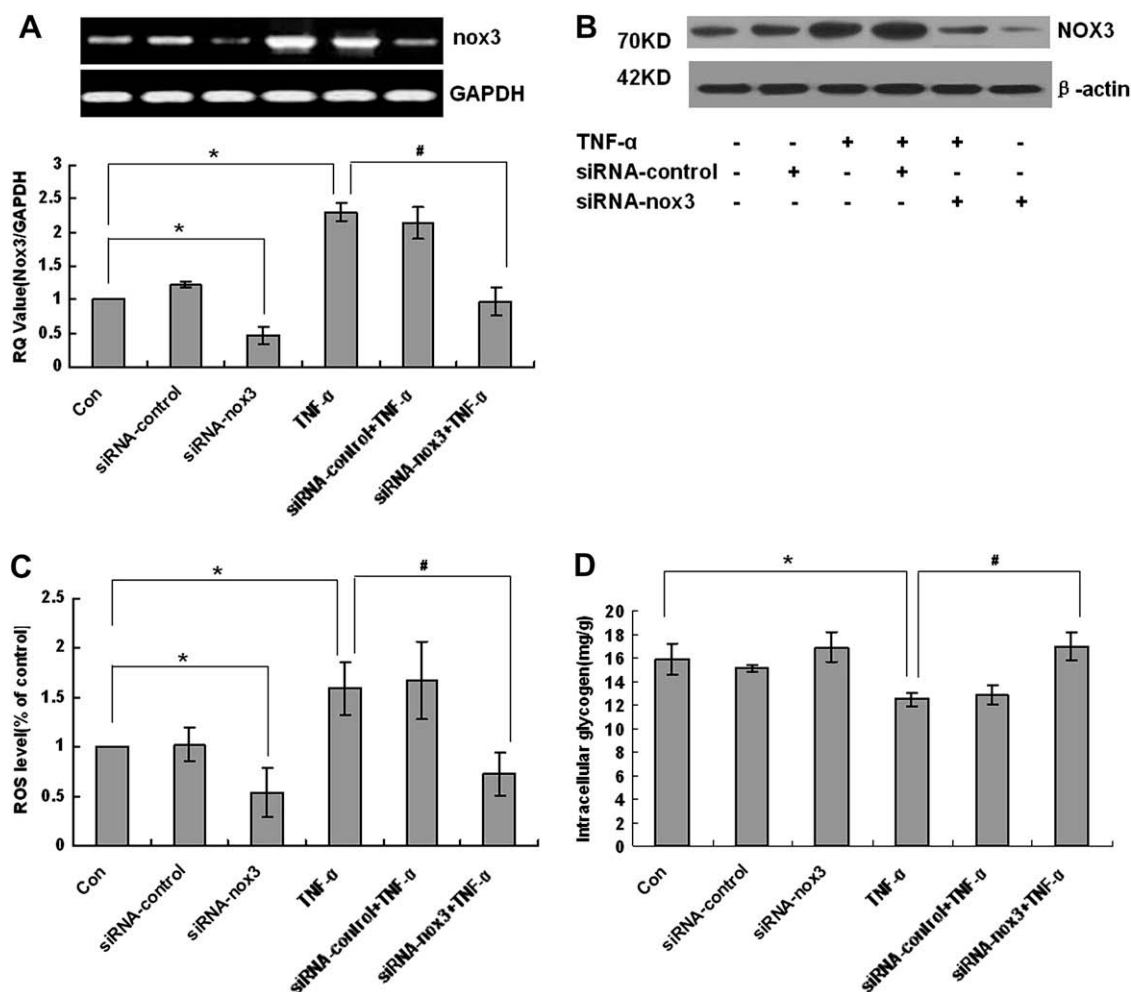 A
nox3
GAPDH
RQ Value(Nox3/GAPDH
3
2.5
2
1.5
1
0.5
0
*
*
#
Con
siRNA-control
siRNA-nox3
TNF-α
siRNA-control+TNF-α
siRNA-nox3+TNF-α
B
70KD
NOX3
42KD
β-actin
TNF-α - - + + + -
siRNA-control - + - + - -
siRNA-nox3 - - - - + +
C
ROS level(% of control)
2.5
2
1.5
1
0.5
0
*
*
#
Con
siRNA-control
siRNA-nox3
TNF-α
siRNA-control+TNF-α
siRNA-nox3+TNF-α
D
Intracellular glycogen(mg/g)
20
18
16
14
12
10
8
6
4
2
0
*
#
Con
siRNA-control
siRNA-nox3
TNF-α
siRNA-control+TNF-α
siRNA-nox3+TNF-α